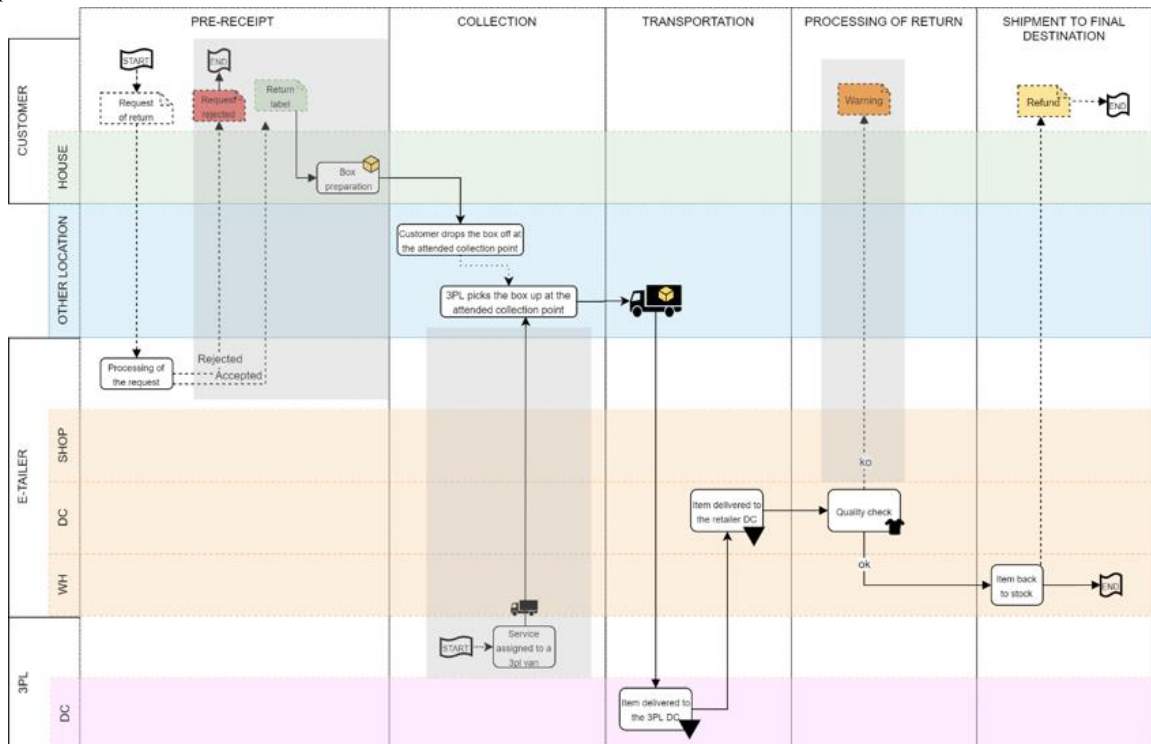 PRE-RECEIPT
COLLECTION
TRANSPORTATION
PROCESSING OF RETURN
SHIPMENT TO FINAL
DESTINATION
CUSTOMER
HOUSE
OTHER LOCATION
E-TAILER
SHOP
DC
WH
3PL
DC
START
Request
of return
END
Request
rejected
Return
label
Box
preparation
Processing of
the request
Rejected
Accepted
Customer drops the box off at
the attended collection point
3PL picks the box up at the
attended collection point
START
Service
assigned to a
3pl van
Item delivered to
the 3PL DC
Item delivered to
the retailer DC
Warning
ko
Quality check
ok
Refund
END
Item back
to stock
END